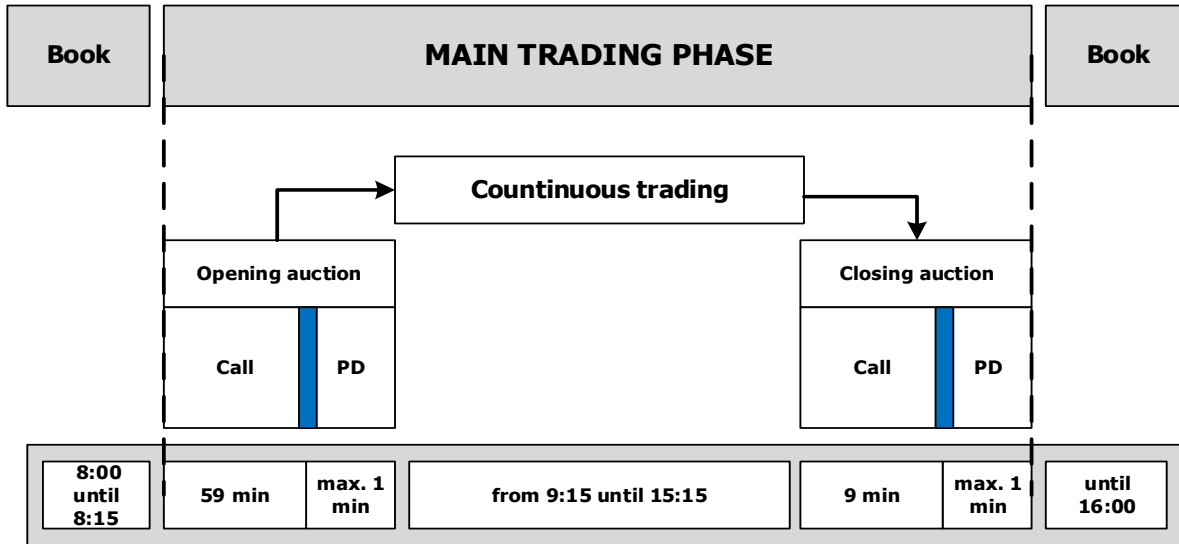 Book
MAIN TRADING PHASE
Book
Countinuous trading
Opening auction
Closing auction
Call
PD
Call
PD
8:00
until
8:15
59 min
max. 1
min
from 9:15 until 15:15
9 min
max. 1
min
until
16:00